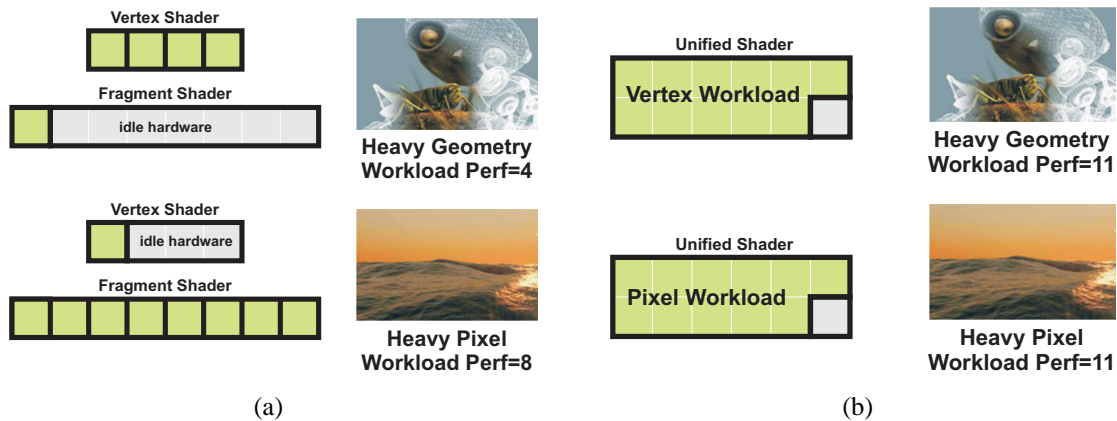 Vertex Shader
Fragment Shader
idle hardware
Heavy Geometry
Workload Perf=4
Vertex Shader
idle hardware
Fragment Shader
Heavy Pixel
Workload Perf=8
(a)
Unified Shader
Vertex Workload
Heavy Geometry
Workload Perf=11
Unified Shader
Pixel Workload
Heavy Pixel
Workload Perf=11
(b)